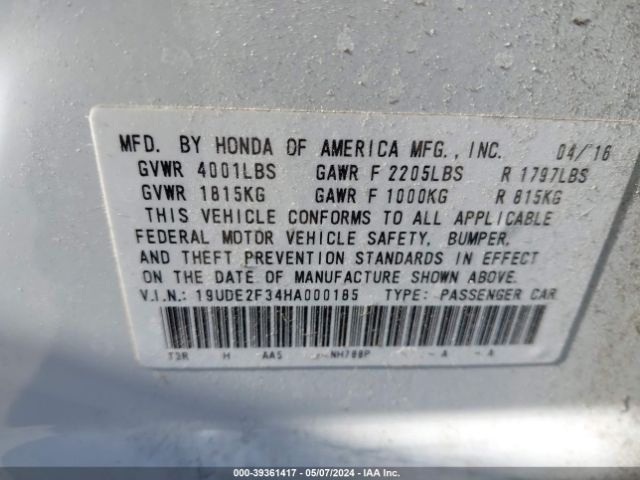 MFD. BY HONDA OF AMERICA MFG., INC. 04/16
GVWR 4001LBS GAWR F 2205LBS R 1797LBS
GVWR 1815KG GAWR F 1000KG R 815KG
THIS VEHICLE CONFORMS TO ALL APPLICABLE
FEDERAL MOTOR VEHICLE SAFETY, BUMPER,
AND THEFT PREVENTION STANDARDS IN EFFECT
ON THE DATE OF MANUFACTURE SHOWN ABOVE.
V.I.N.: 19UDE2F34HA000185 TYPE: PASSENGER CAR
H AA5 NH788P - A - A
000-39361417 - 05/07/2024 - IAA Inc.